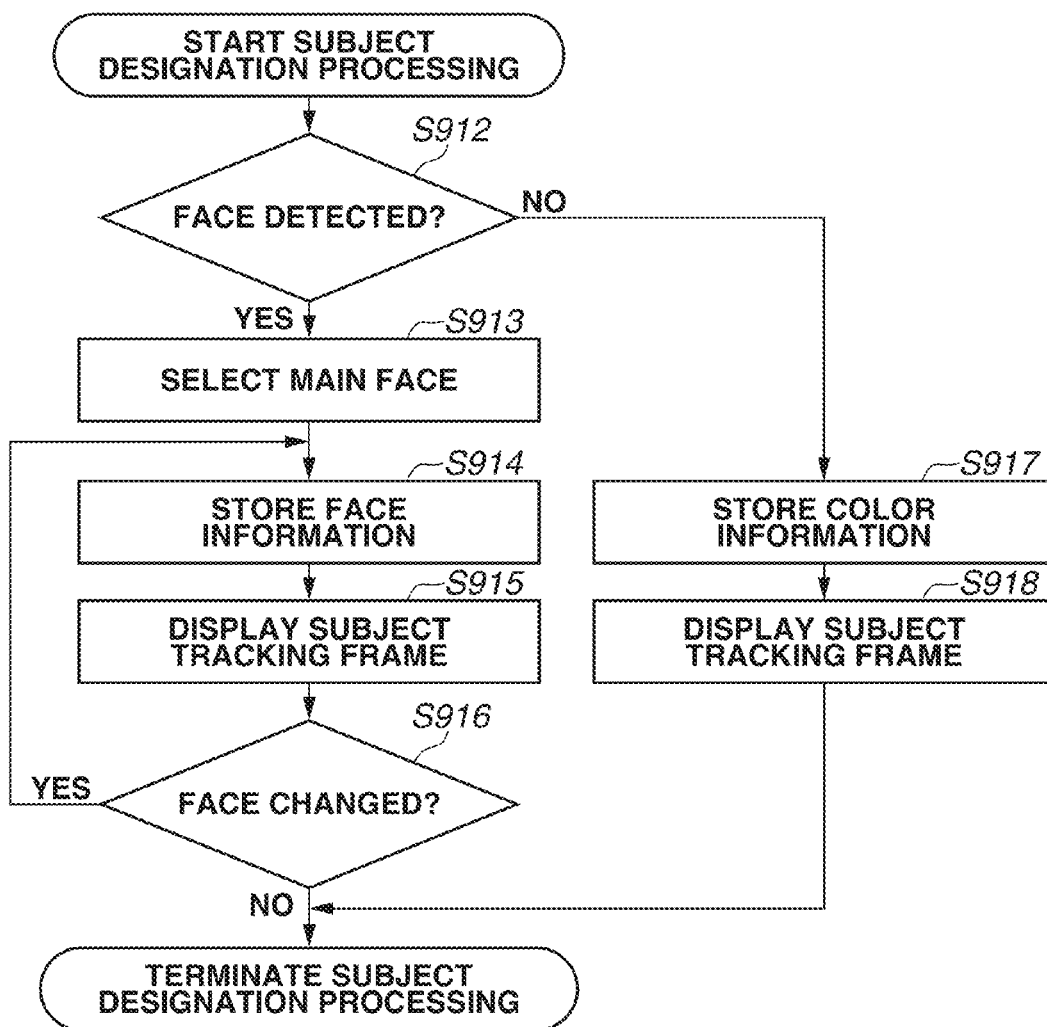 START SUBJECT
DESIGNATION PROCESSING
S912
FACE DETECTED?
NO
YES
S913
SELECT MAIN FACE
S914
STORE FACE
INFORMATION
S917
STORE COLOR
INFORMATION
S915
DISPLAY SUBJECT
TRACKING FRAME
S918
DISPLAY SUBJECT
TRACKING FRAME
S916
YES
FACE CHANGED?
NO
TERMINATE SUBJECT
DESIGNATION PROCESSING